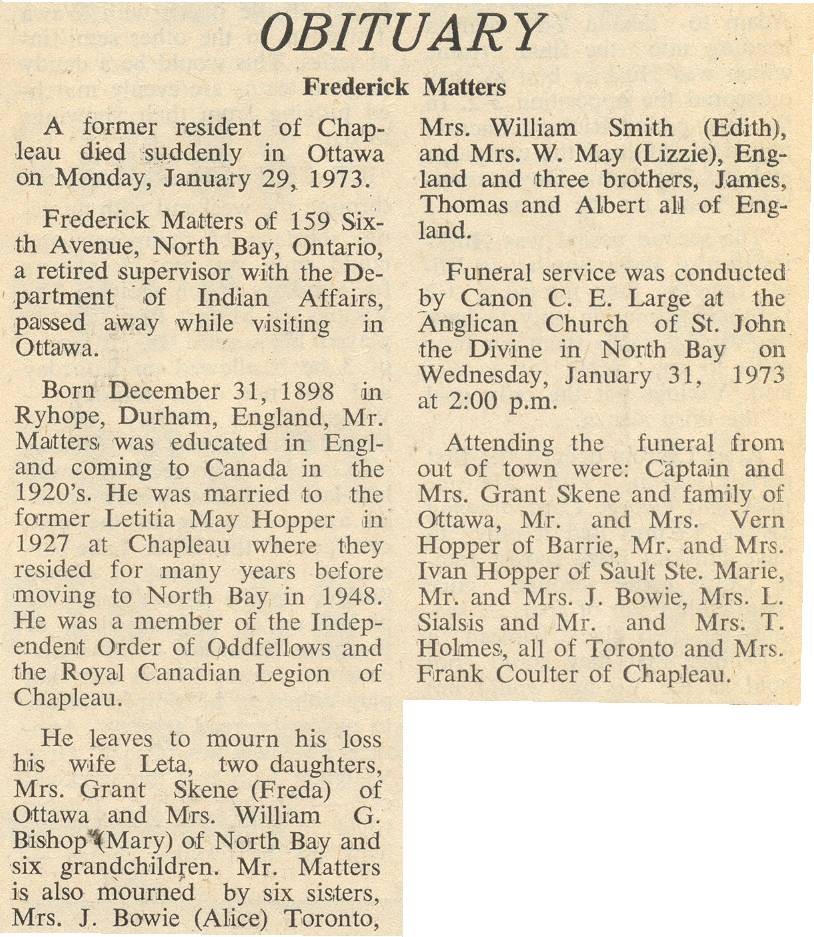 OBITUARY
Frederick Matters
A former resident of Chap-
leau died suddenly in Ottawa
on Monday, January 29, 1973.
Frederick Matters of 159 Six-
th Avenue, North Bay, Ontario,
a retired supervisor with the De-
partment of Indian Affairs,
passed away while visiting in
Ottawa.
Born December 31, 1898 in
Ryhope, Durham, England, Mr.
Matters was educated in Engl-
and coming to Canada in the
1920's. He was married to the
former Letitia May Hopper in
1927 at Chapleau where they
resided for many years before
moving to North Bay in 1948.
He was a member of the Indep-
endent Order of Oddfellows and
the Royal Canadian Legion of
Chapleau.
He leaves to mourn his loss
his wife Leta, two daughters,
Mrs. Grant Skene (Freda) of
Ottawa and Mrs. William G.
Bishop (Mary) of North Bay and
six grandchildren. Mr. Matters
is also mourned by six sisters,
Mrs. J. Bowie (Alice) Toronto,
Mrs. William Smith (Edith),
and Mrs. W. May (Lizzie), Eng-
land and three brothers, James,
Thomas and Albert all of Eng-
land.
Funeral service was conducted
by Canon C. E. Large at the
Anglican Church of St. John
the Divine in North Bay on
Wednesday, January 31, 1973
at 2:00 p.m.
Attending the funeral from
out of town were: Captain and
Mrs. Grant Skene and family of
Ottawa, Mr. and Mrs. Vern
Hopper of Barrie, Mr. and Mrs.
Ivan Hopper of Sault Ste. Marie,
Mr. and Mrs. J. Bowie, Mrs. L.
Sialsis and Mr. and Mrs. T.
Holmes, all of Toronto and Mrs.
Frank Coulter of Chapleau.